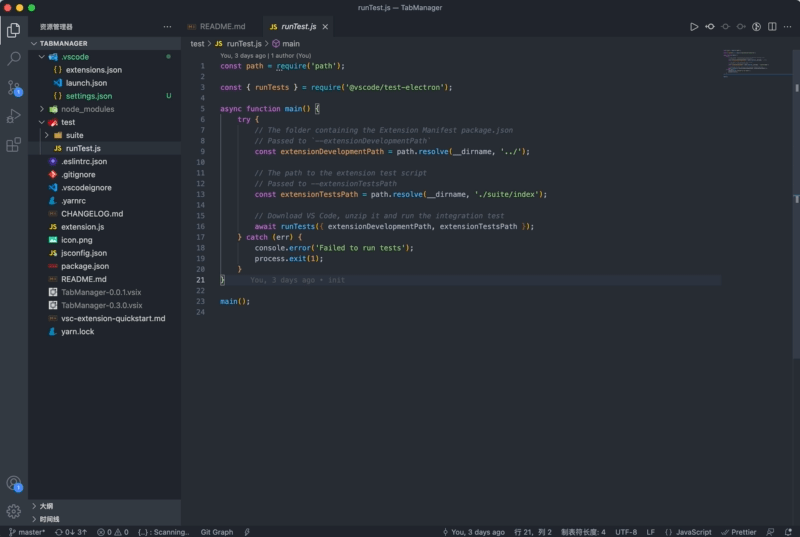 runTest.js — TabManager
资源管理器
TABMANAGER
.vscode
extensions.json
launch.json
settings.json U
node_modules
test
suite
runTest.js
.eslintrc.json
.gitignore
.vscodeignore
.yarnrc
CHANGELOG.md
extension.js
icon.png
jsconfig.json
package.json
README.md
TabManager-0.0.1.vsix
TabManager-0.3.0.vsix
vsc-extension-quickstart.md
yarn.lock
大纲
时间线
README.md
JS runTest.js
test > JS runTest.js > main
You, 3 days ago | 1 author (You)
1 const path = require('path');
2
3 const { runTests } = require('@vscode/test-electron');
4
5 async function main() {
6 try {
7 // The folder containing the Extension Manifest package.json
8 // Passed to `--extensionDevelopmentPath`
9 const extensionDevelopmentPath = path.resolve(__dirname, '../');
10
11 // The path to the extension test script
12 // Passed to --extensionTestsPath
13 const extensionTestsPath = path.resolve(__dirname, './suite/index');
14
15 // Download VS Code, unzip it and run the integration test
16 await runTests({ extensionDevelopmentPath, extensionTestsPath });
17 } catch (err) {
18 console.error('Failed to run tests');
19 process.exit(1);
20 }
21 } You, 3 days ago • init
22
23 main();
24
master* 0↓ 3↑ 0 0 {..} : Scanning.. Git Graph You, 3 days ago 行 21，列 2 制表符长度: 4 UTF-8 LF { } JavaScript Prettier